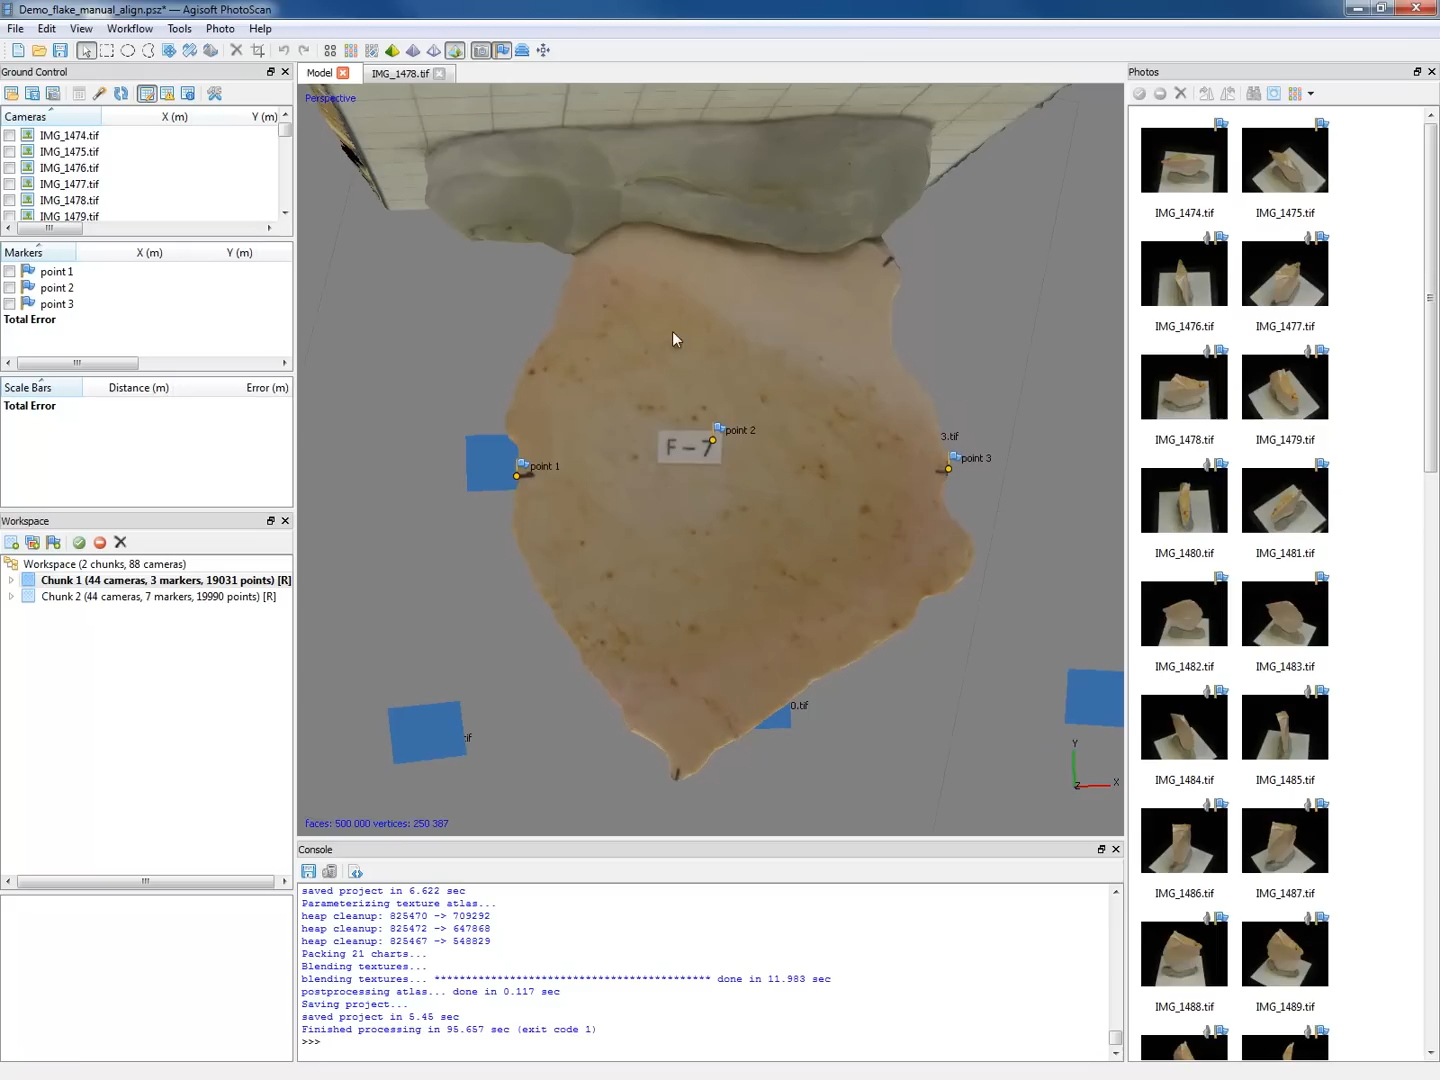 Demo_flake_manual_align.psz* — Agisoft PhotoScan
File Edit View Workflow Tools Photo Help
Ground Control
Cameras X (m) Y (m)
IMG_1474.tif
IMG_1475.tif
IMG_1476.tif
IMG_1477.tif
IMG_1478.tif
IMG_1479.tif
Markers X (m) Y (m)
point 1
point 2
point 3
Total Error
Scale Bars Distance (m) Error (m)
Total Error
Workspace
Workspace (2 chunks, 88 cameras)
Chunk 1 (44 cameras, 3 markers, 19031 points) [R]
Chunk 2 (44 cameras, 7 markers, 19990 points) [R]
Model IMG_1478.tif
Perspective
F-7
point 2
point 1
3.tif
point 3
0.tif
tif
Y
X
Z
faces: 500 000 vertices: 250 387
Console
saved project in 6.622 sec
Parameterizing texture atlas...
heap cleanup: 825470 -> 709292
heap cleanup: 825472 -> 647868
heap cleanup: 825467 -> 548829
Packing 21 charts...
Blending textures...
blending textures... ****************************************** done in 11.983 sec
postprocessing atlas... done in 0.117 sec
Saving project...
saved project in 5.45 sec
Finished processing in 95.657 sec (exit code 1)
>>>
Photos
IMG_1474.tif IMG_1475.tif
IMG_1476.tif IMG_1477.tif
IMG_1478.tif IMG_1479.tif
IMG_1480.tif IMG_1481.tif
IMG_1482.tif IMG_1483.tif
IMG_1484.tif IMG_1485.tif
IMG_1486.tif IMG_1487.tif
IMG_1488.tif IMG_1489.tif